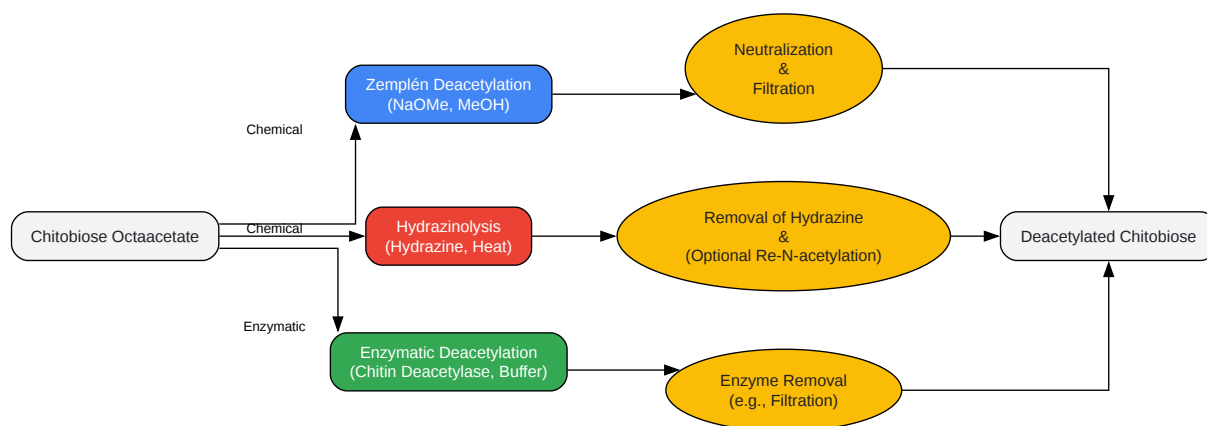 Chitobiose Octaacetate
Chemical
Chemical
Enzymatic
Zemplén Deacetylation
(NaOMe, MeOH)
Hydrazinolysis
(Hydrazine, Heat)
Enzymatic Deacetylation
(Chitin Deacetylase, Buffer)
Neutralization
&
Filtration
Removal of Hydrazine
&
(Optional Re-N-acetylation)
Enzyme Removal
(e.g., Filtration)
Deacetylated Chitobiose